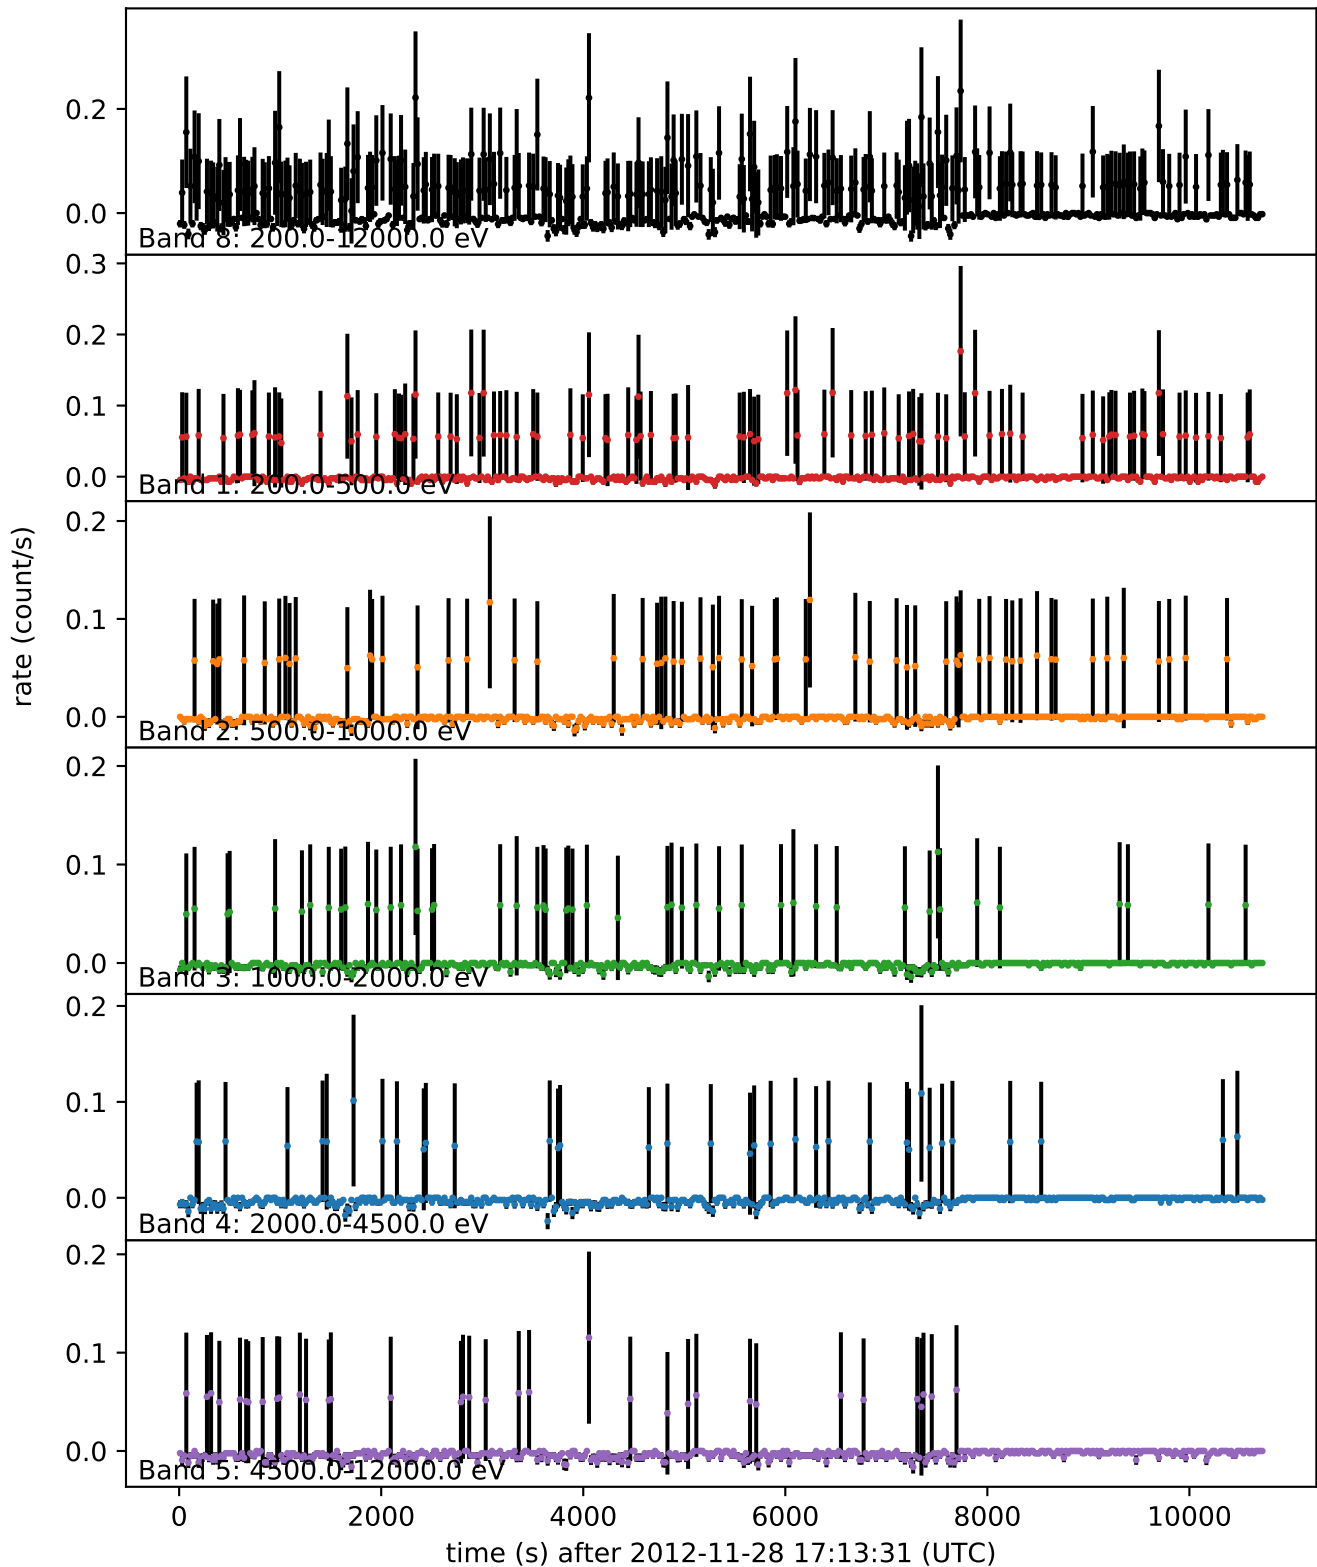 0.2
0.0
Band 8: 200.0-12000.0 eV
0.3
0.2
0.1
0.0
Band 1: 200.0-500.0 eV
0.2
0.1
0.0
Band 2: 500.0-1000.0 eV
rate (count/s)
0.2
0.1
0.0
Band 3: 1000.0-2000.0 eV
0.2
0.1
0.0
Band 4: 2000.0-4500.0 eV
0.2
0.1
0.0
Band 5: 4500.0-12000.0 eV
0 2000 4000 6000 8000 10000
time (s) after 2012-11-28 17:13:31 (UTC)